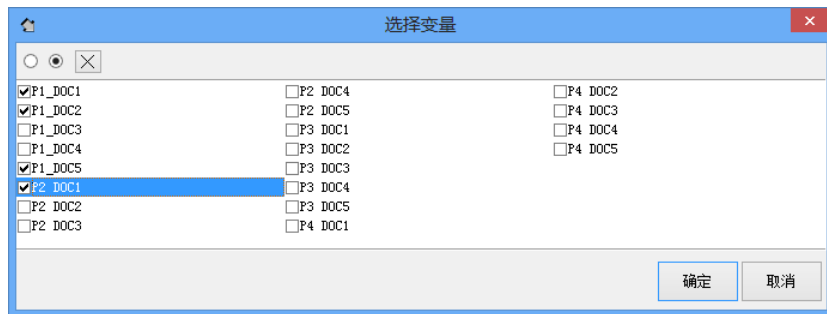 选择变量
P1_DOC1
P1_DOC2
P1_DOC3
P1_DOC4
P1_DOC5
P2 DOC1
P2 DOC2
P2 DOC3
P2 DOC4
P2 DOC5
P3 DOC1
P3 DOC2
P3 DOC3
P3 DOC4
P3 DOC5
P4 DOC1
P4 DOC2
P4 DOC3
P4 DOC4
P4 DOC5
确定
取消